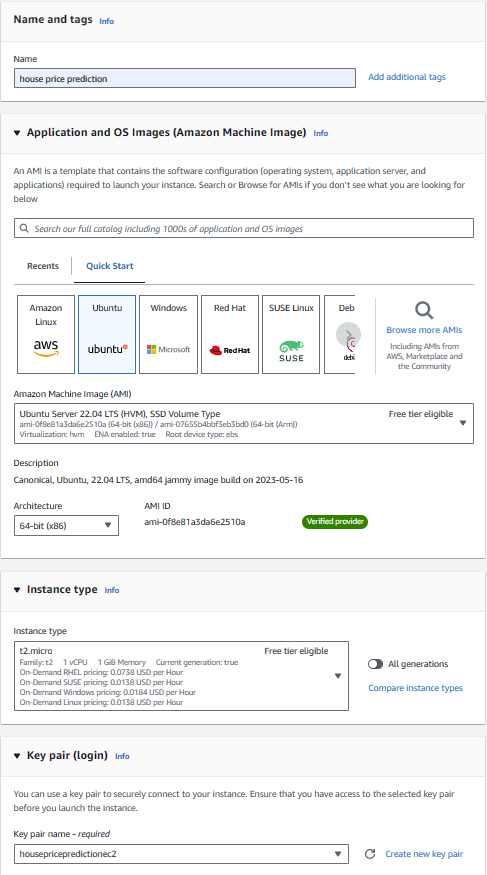 Name and tags Info
Name
house price prediction
Add additional tags
Application and OS Images (Amazon Machine Image) Info
An AMI is a template that contains the software configuration (operating system, application server, and
applications) required to launch your instance. Search or Browse for AMIs if you don't see what you are looking for
below
Search our full catalog including 1000s of application and OS images
Recents Quick Start
Amazon Linux
aws
Ubuntu
ubuntu
Windows
Microsoft
Red Hat
Red Hat
SUSE Linux
SUSE
Deb
debi
Browse more AMIs
Including AMIs from
AWS, Marketplace and
the Community
Amazon Machine Image (AMI)
Ubuntu Server 22.04 LTS (HVM), SSD Volume Type Free tier eligible
ami-0f8e81a3da6e2510a (64-bit (x86)) / ami-07655b4bbf3eb3bd0 (64-bit (Arm))
Virtualization: hvm ENA enabled: true Root device type: ebs
Description
Canonical, Ubuntu, 22.04 LTS, amd64 jammy image build on 2023-05-16
Architecture AMI ID
64-bit (x86) ami-0f8e81a3da6e2510a Verified provider
Instance type Info
Instance type
t2.micro Free tier eligible
Family: t2 1 vCPU 1 GiB Memory Current generation: true
On-Demand RHEL pricing: 0.0738 USD per Hour
On-Demand SUSE pricing: 0.0138 USD per Hour
On-Demand Windows pricing: 0.0184 USD per Hour
On-Demand Linux pricing: 0.0138 USD per Hour
All generations
Compare instance types
Key pair (login) Info
You can use a key pair to securely connect to your instance. Ensure that you have access to the selected key pair
before you launch the instance.
Key pair name - required
housepricepredictionec2 Create new key pair